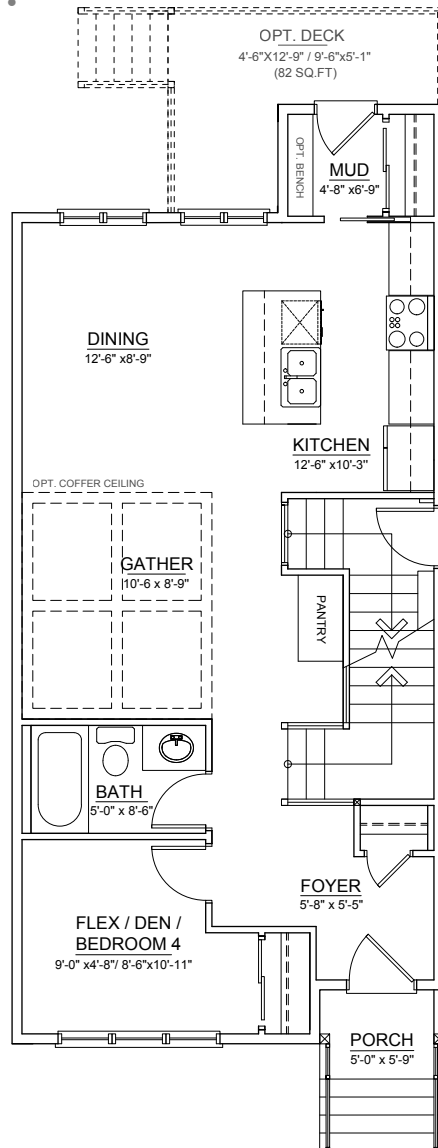 OPT. DECK
4'-6"X12'-9" / 9'-6"x5'-1"
(82 SQ.FT)
OPT. BENCH
MUD
4'-8" x6'-9"
DINING
12'-6" x8'-9"
KITCHEN
12'-6" x10'-3"
OPT. COFFER CEILING
GATHER
10'-6 x 8'-9"
PANTRY
BATH
5'-0" x 8'-6"
FOYER
5'-8" x 5'-5"
FLEX / DEN /
BEDROOM 4
9'-0" x4'-8"/ 8'-6"x10'-11"
PORCH
5'-0" x 5'-9"